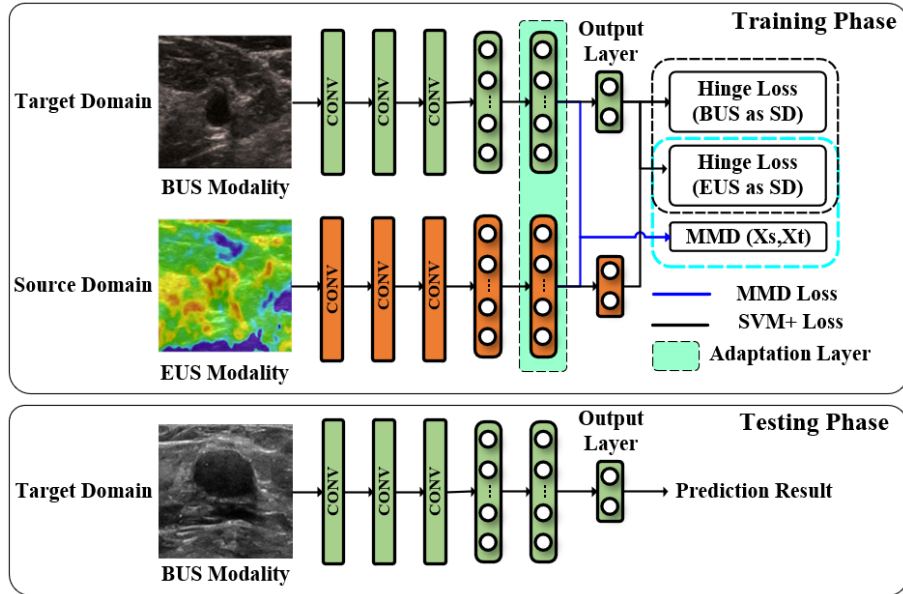 Training Phase
Target Domain
BUS Modality
CONV
CONV
CONV
Output
Layer
Hinge Loss
(BUS as SD)
Hinge Loss
(EUS as SD)
MMD (Xs,Xt)
Source Domain
EUS Modality
CONV
CONV
CONV
MMD Loss
SVM+ Loss
Adaptation Layer
Testing Phase
Target Domain
BUS Modality
CONV
CONV
CONV
Output
Layer
Prediction Result